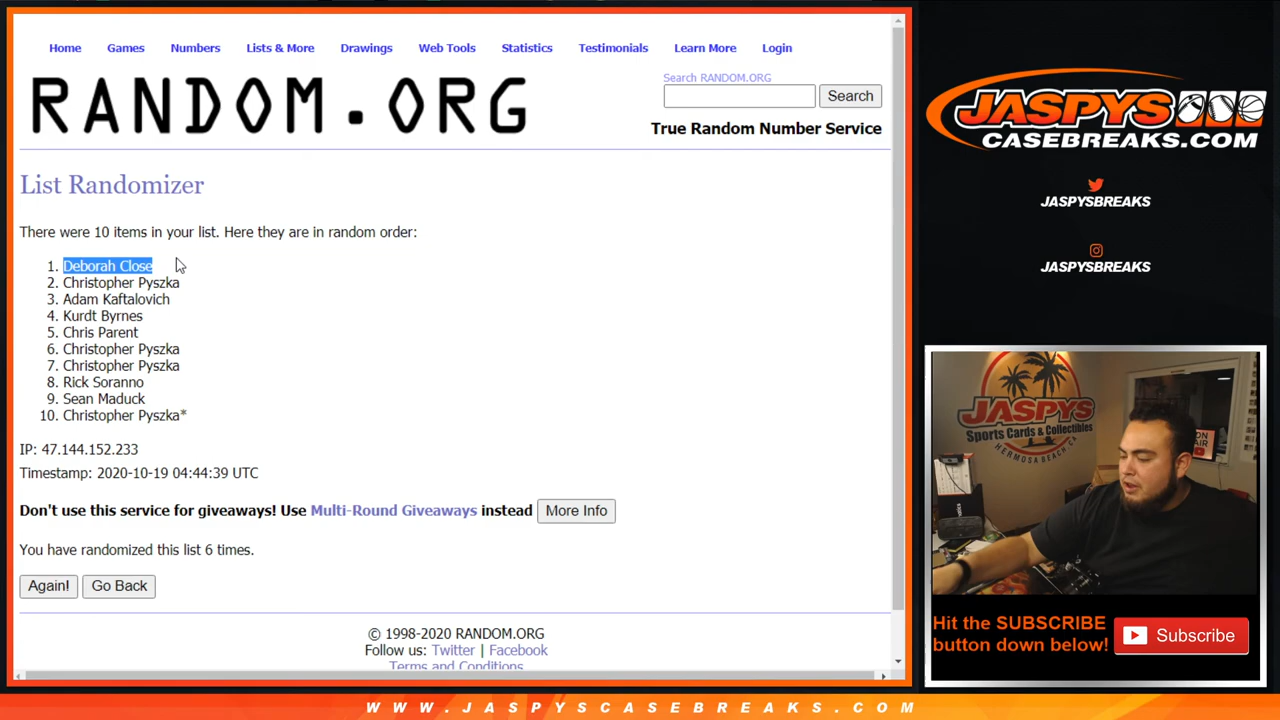 Home Games Numbers Lists & More Drawings Web Tools Statistics Testimonials Learn More Login
RANDOM.ORG
Search RANDOM.ORG
Search
True Random Number Service
List Randomizer
There were 10 items in your list. Here they are in random order:
1. Deborah Close
2. Christopher Pyszka
3. Adam Kaftalovich
4. Kurdt Byrnes
5. Chris Parent
6. Christopher Pyszka
7. Christopher Pyszka
8. Rick Soranno
9. Sean Maduck
10. Christopher Pyszka*
IP: 47.144.152.233
Timestamp: 2020-10-19 04:44:39 UTC
Don't use this service for giveaways! Use Multi-Round Giveaways instead More Info
You have randomized this list 6 times.
Again! Go Back
© 1998-2020 RANDOM.ORG
Follow us: Twitter | Facebook
Terms and Conditions
JASPYS
CASEBREAKS.COM
JASPYSBREAKS
JASPYSBREAKS
JASPYS
Sports Cards & Collectibles
HERMOSA BEACH, CA
ON
AIR
Hit the SUBSCRIBE
button down below!
Subscribe
WWW.JASPYSCASEBREAKS.COM